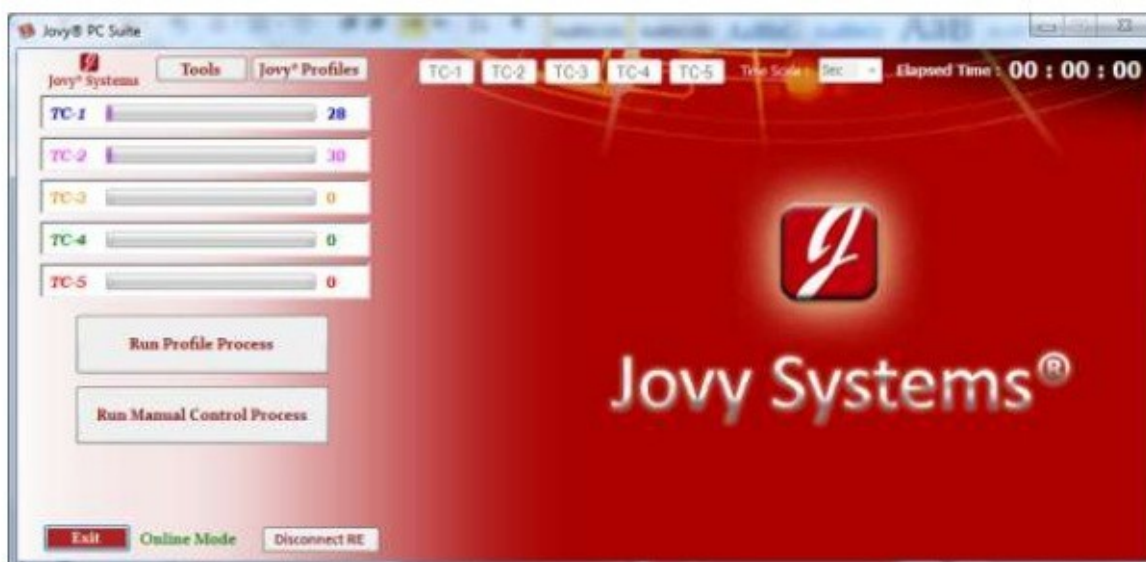 Jovy® PC Suite
Jovy® Systems Tools Jovy® Profiles TC-1 TC-2 TC-3 TC-4 TC-5 Time Scale : Sec Elapsed Time : 00 : 00 : 00
TC-1 28
TC-2 30
TC-3 0
TC-4 0
TC-5 0
Run Profile Process
Run Manual Control Process
Jovy Systems®
Exit Online Mode Disconnect RE